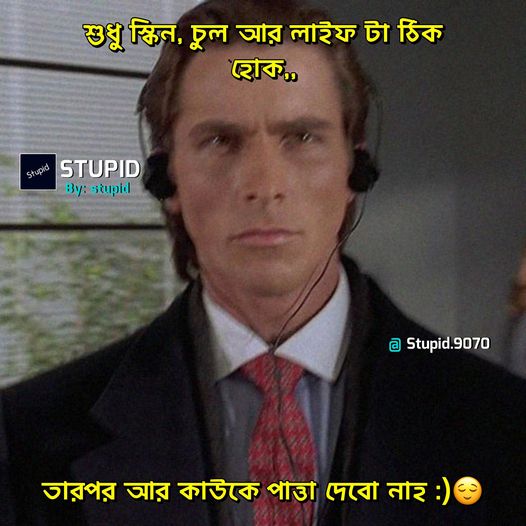 শুধু স্কিন, চুল আর লাইফ টা ঠিক
হোক,,
Stupid
STUPID
By: stupid
@ Stupid.9070
তারপর আর কাউকে পাত্তা দেবো নাহ :)😌